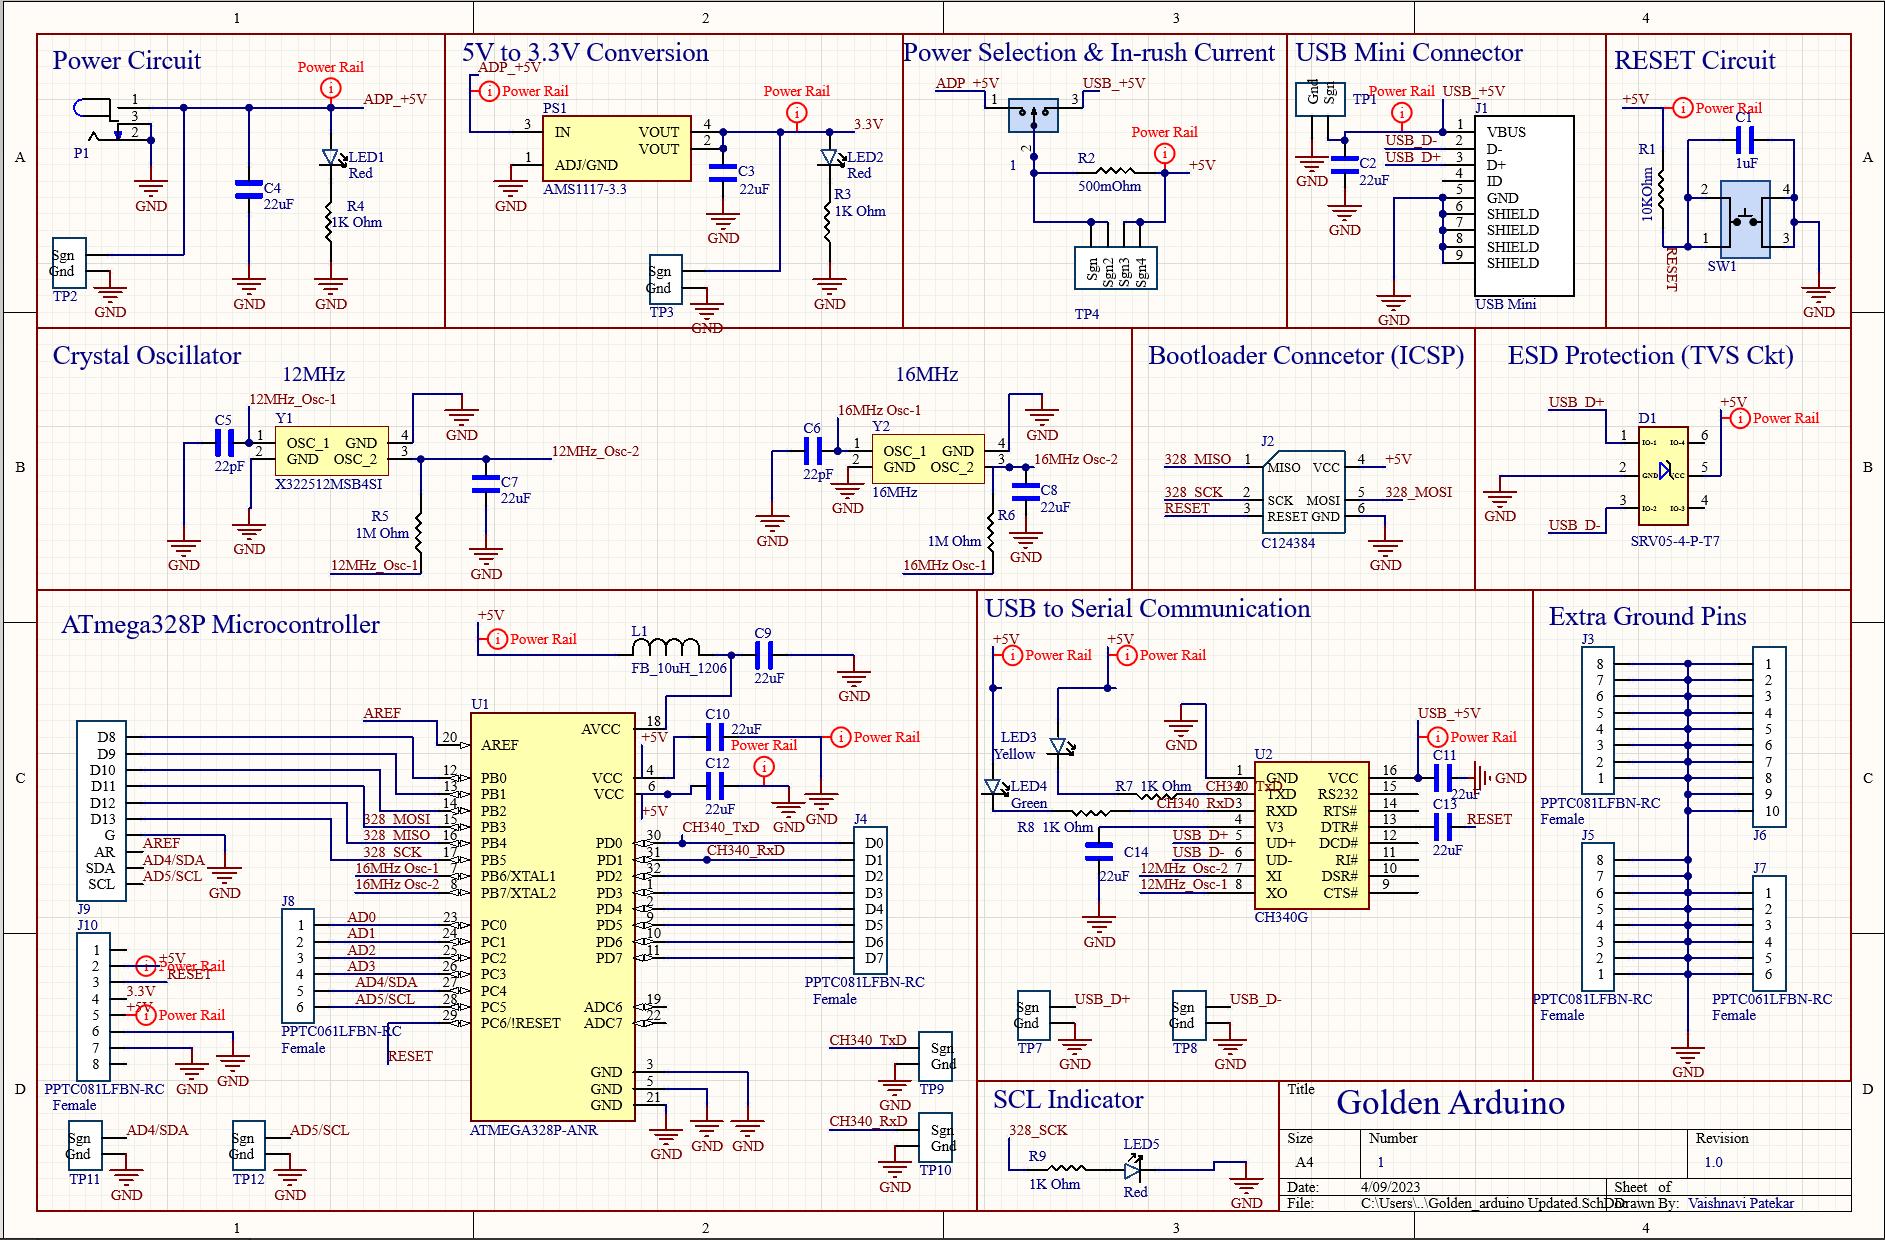 1
2
3
4
A
B
C
D
Power Circuit
Power Rail
ADP_+5V
1
3
2
P1
GND
C4
22uF
GND
LED1
Red
R4
1K Ohm
GND
Sgn
Gnd
TP2
GND
5V to 3.3V Conversion
ADP_+5V
Power Rail
PS1
3
IN
VOUT
4
VOUT
2
1
ADJ/GND
AMS1117-3.3
GND
Power Rail
3.3V
C3
22uF
GND
LED2
Red
R3
1K Ohm
GND
Sgn
Gnd
TP3
GND
Power Selection & In-rush Current
ADP_+5V
USB_+5V
1
3
2
1
Power Rail
R2
500mOhm
+5V
Sgn
Sgn2
Sgn3
Sgn4
TP4
USB Mini Connector
Gnd
Sgn
TP1
GND
Power Rail
USB_+5V
J1
USB_D-
USB_D+
C2
22uF
GND
1
VBUS
2
D-
3
D+
4
ID
5
GND
6
SHIELD
7
SHIELD
8
SHIELD
9
SHIELD
USB Mini
GND
RESET Circuit
+5V
Power Rail
C1
1uF
R1
10KOhm
2
4
1
3
SW1
RESET
GND
Crystal Oscillator
12MHz
12MHz_Osc-1
C5
22pF
Y1
1
OSC_1
GND
4
2
GND
OSC_2
3
X322512MSB4SI
GND
12MHz_Osc-2
C7
22uF
R5
1M Ohm
12MHz_Osc-1
GND
GND
GND
16MHz
16MHz Osc-1
C6
22pF
Y2
1
OSC_1
GND
4
2
GND
OSC_2
3
16MHz
GND
16MHz Osc-2
C8
22uF
R6
1M Ohm
16MHz Osc-1
GND
GND
GND
Bootloader Conncetor (ICSP)
J2
328_MISO
1
MISO
VCC
4
+5V
328_SCK
2
SCK
MOSI
5
328_MOSI
RESET
3
RESET
GND
6
C124384
GND
ESD Protection (TVS Ckt)
USB_D+
+5V
Power Rail
D1
1
IO-1
IO-4
6
2
GND
VCC
5
3
IO-2
IO-3
4
GND
USB_D-
SRV05-4-P-T7
ATmega328P Microcontroller
+5V
Power Rail
L1
FB_10uH_1206
C9
22uF
GND
U1
AREF
20
AREF
AVCC
18
+5V
C10
22uF
Power Rail
Power Rail
C12
22uF
GND
GND
VCC
4
VCC
6
+5V
D8
D9
D10
D11
D12
D13
G
AR
SDA
SCL
J9
AREF
AD4/SDA
AD5/SCL
GND
12
PB0
13
PB1
14
PB2
328_MOSI
15
PB3
328_MISO
16
PB4
328_SCK
17
PB5
16MHz Osc-1
7
PB6/XTAL1
16MHz Osc-2
8
PB7/XTAL2
CH340_TxD
PD0
30
CH340_RxD
PD1
31
PD2
32
PD3
1
PD4
2
PD5
9
PD6
10
PD7
11
J4
D0
D1
D2
D3
D4
D5
D6
D7
PPTC081LFBN-RC
Female
J8
1
AD0
23
PC0
2
AD1
24
PC1
3
AD2
25
PC2
4
AD3
26
PC3
5
AD4/SDA
27
PC4
6
AD5/SCL
28
PC5
29
PC6/!RESET
PPTC061LFBN-RC
Female
RESET
ADC6
19
ADC7
22
GND
3
GND
5
GND
21
ATMEGA328P-ANR
GND
GND
GND
J10
1
2
3
4
5
6
7
8
+5V
Power Rail
RESET
3.3V
+5V
Power Rail
GND
GND
PPTC081LFBN-RC
Female
Sgn
Gnd
AD4/SDA
TP11
GND
Sgn
Gnd
AD5/SCL
TP12
GND
CH340_TxD
Sgn
Gnd
TP9
GND
CH340_RxD
Sgn
Gnd
TP10
GND
USB to Serial Communication
+5V
Power Rail
+5V
Power Rail
LED3
Yellow
LED4
Green
GND
R7 1K Ohm
R8 1K Ohm
CH340_TxD
CH340_RxD
U2
1
GND
VCC
16
2
TXD
RS232
15
3
RXD
RTS#
14
4
V3
DTR#
13
USB_D+
5
UD+
DCD#
12
USB_D-
6
UD-
RI#
11
12MHz_Osc-2
7
XI
DSR#
10
12MHz_Osc-1
8
XO
CTS#
9
CH340G
C14
22uF
GND
USB_+5V
Power Rail
C11
22uF
GND
C13
22uF
RESET
Sgn
Gnd
USB_D+
TP7
GND
Sgn
Gnd
USB_D-
TP8
GND
Extra Ground Pins
J3
8
7
6
5
4
3
2
1
PPTC081LFBN-RC
Female
1
2
3
4
5
6
7
8
9
10
J6
J5
8
7
6
5
4
3
2
1
PPTC081LFBN-RC
Female
J7
1
2
3
4
5
6
PPTC061LFBN-RC
Female
GND
SCL Indicator
328_SCK
R9
1K Ohm
LED5
Red
GND
Title
Golden Arduino
Size
Number
Revision
A4
1
1.0
Date:
4/09/2023
Sheet of
File:
C:\Users\..\Golden_arduino Updated.SchDoc
Drawn By:
Vaishnavi Patekar
A
B
C
D
1
2
3
4